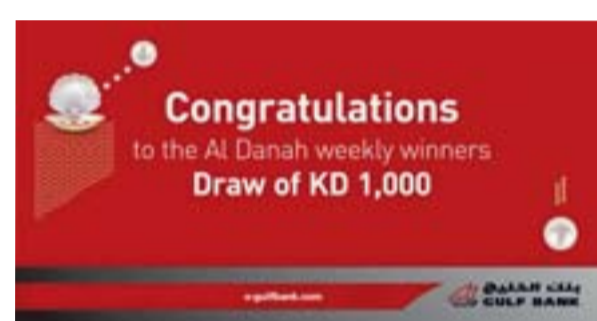 Congratulations
to the Al Danah weekly winners
Draw of KD 1,000
e-gulfbank.com
بنك الخليج
GULF BANK